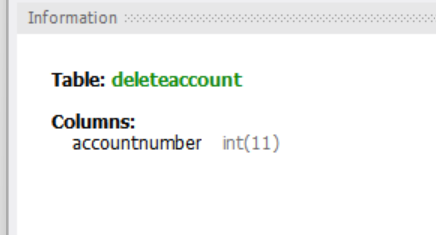 Information
Table: deleteaccount
Columns:
accountnumber int(11)